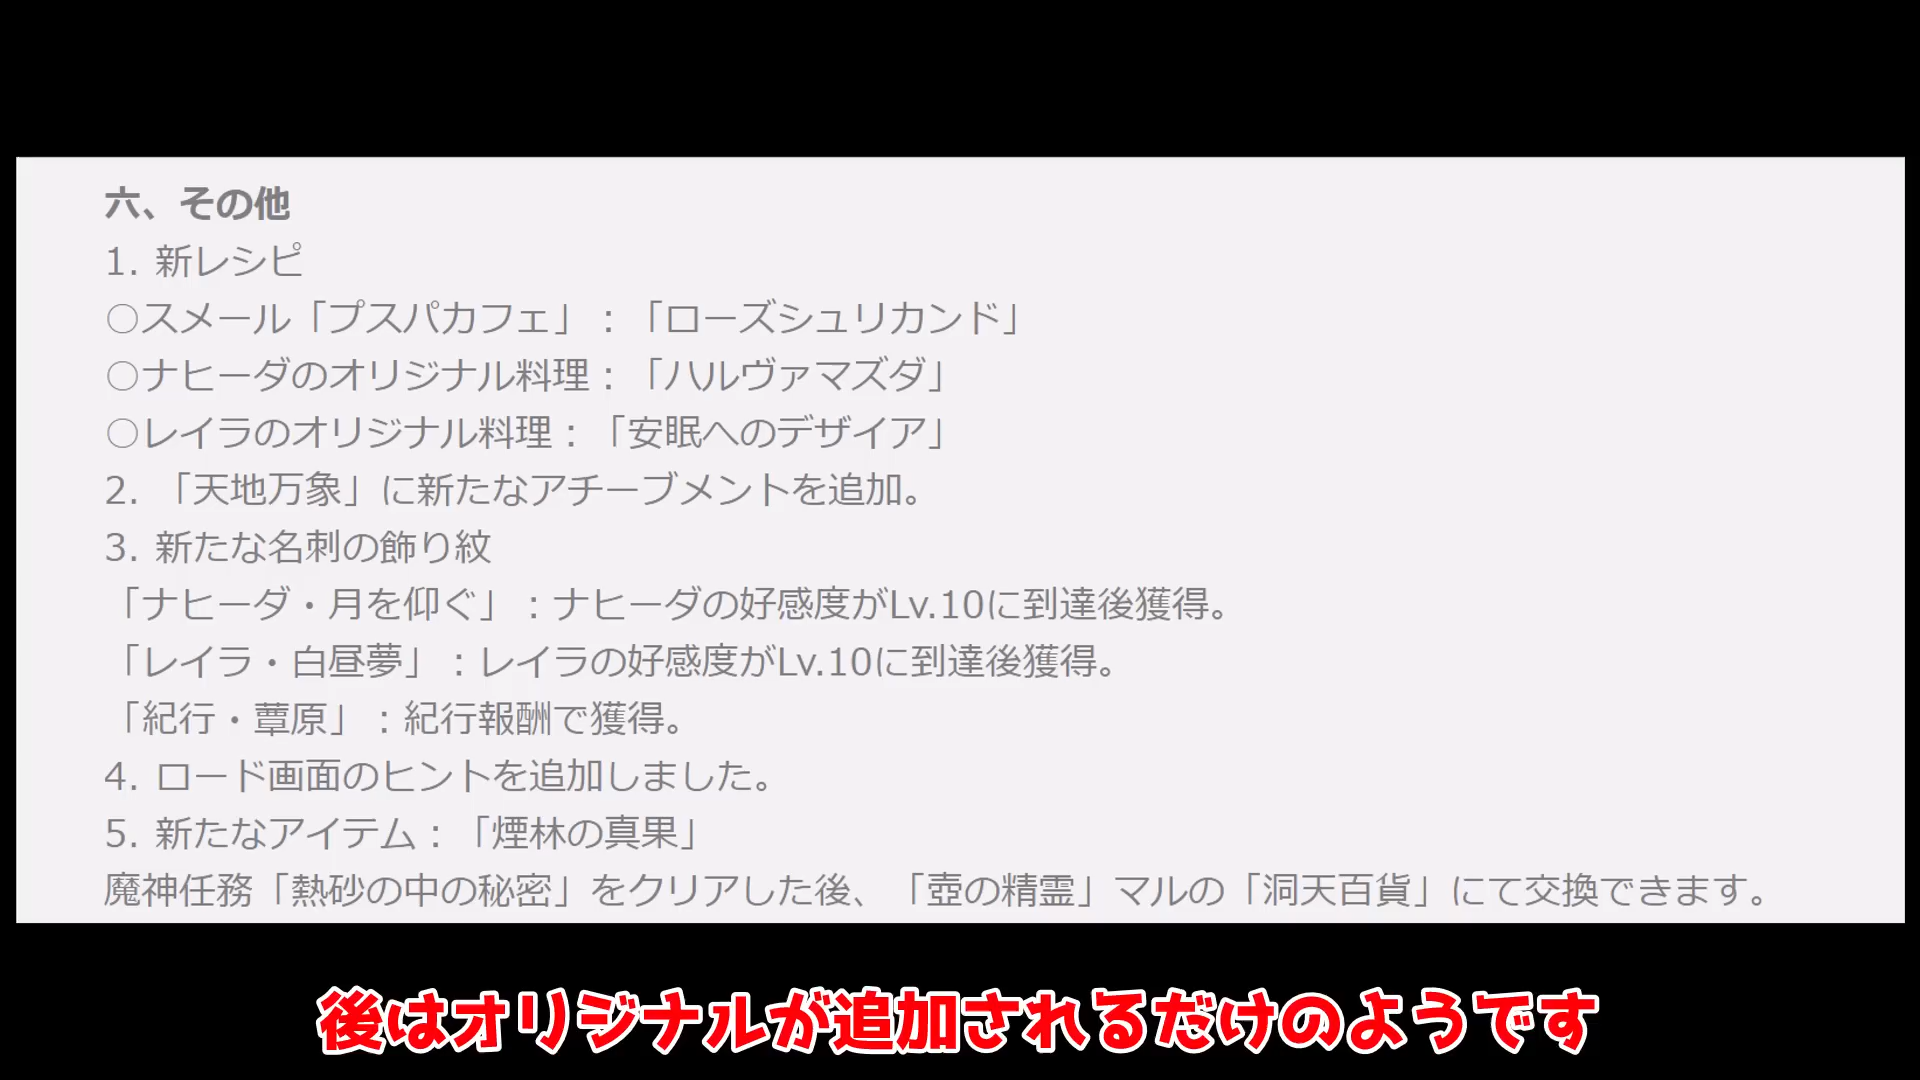 六、その他
1. 新レシピ
○スメール「プスパカフェ」：「ローズシュリカンド」
○ナヒーダのオリジナル料理：「ハルヴァマズダ」
○レイラのオリジナル料理：「安眠へのデザイア」
2. 「天地万象」に新たなアチーブメントを追加。
3. 新たな名刺の飾り紋
「ナヒーダ・月を仰ぐ」：ナヒーダの好感度がLv.10に到達後獲得。
「レイラ・白昼夢」：レイラの好感度がLv.10に到達後獲得。
「紀行・蕈原」：紀行報酬で獲得。
4. ロード画面のヒントを追加しました。
5. 新たなアイテム：「煙林の真果」
魔神任務「熱砂の中の秘密」をクリアした後、「壺の精霊」マルの「洞天百貨」にて交換できます。
後はオリジナルが追加されるだけのようです